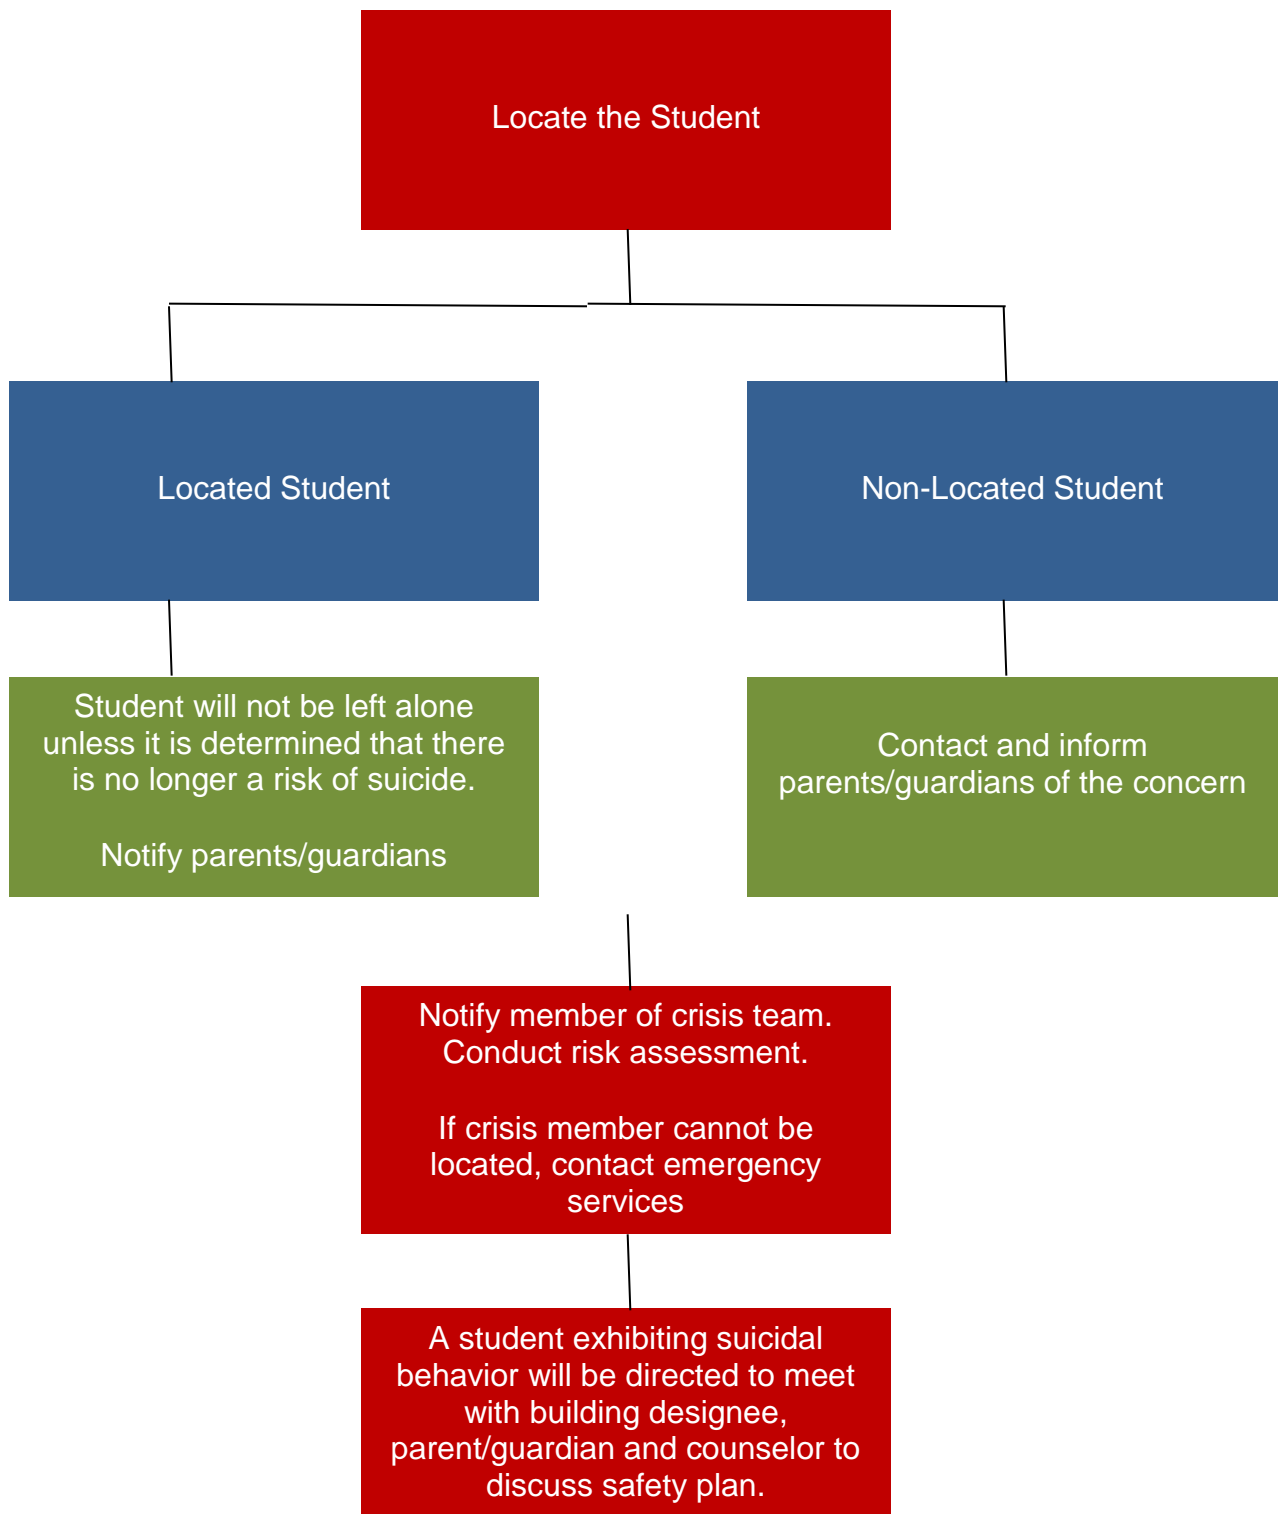 Locate the Student
Located Student
Non-Located Student
Student will not be left alone
unless it is determined that there
is no longer a risk of suicide.
Notify parents/guardians
Contact and inform
parents/guardians of the concern
Notify member of crisis team.
Conduct risk assessment.
If crisis member cannot be
located, contact emergency
services
A student exhibiting suicidal
behavior will be directed to meet
with building designee,
parent/guardian and counselor to
discuss safety plan.